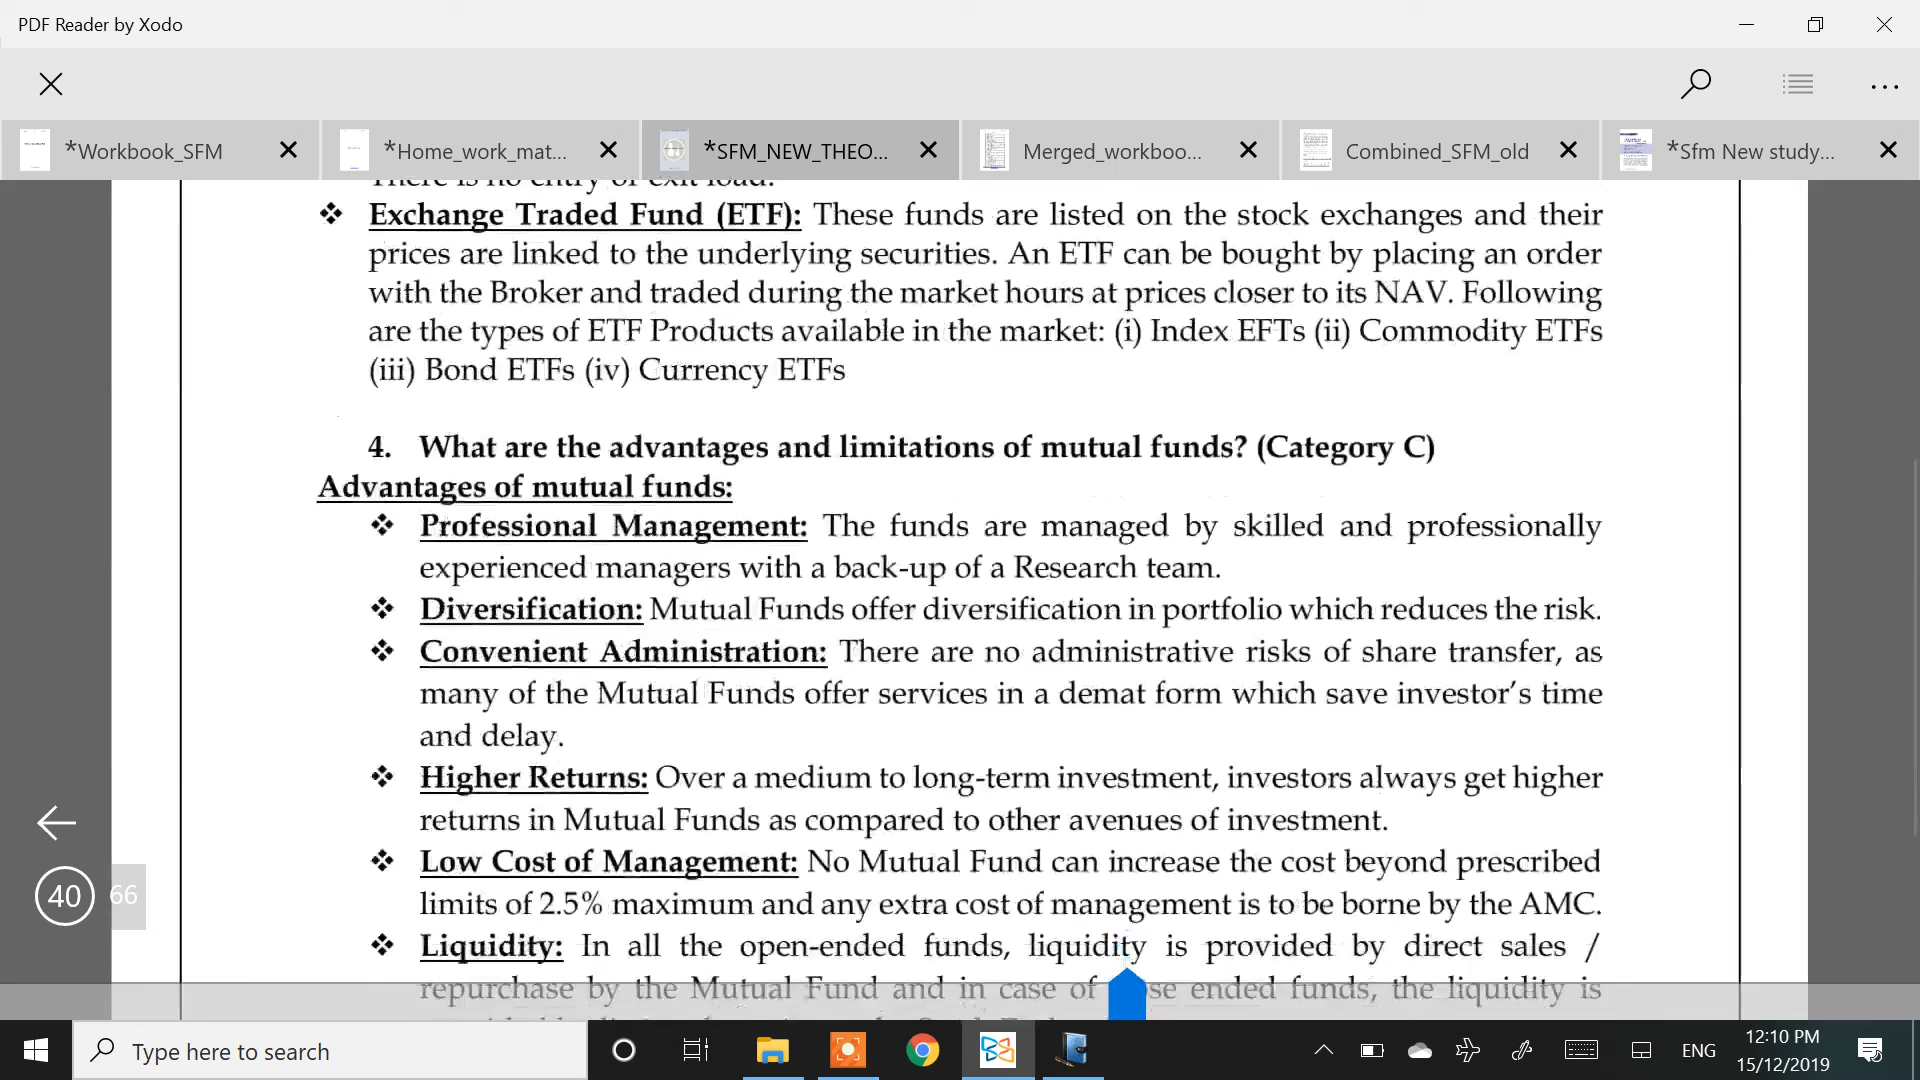 PDF Reader by Xodo
*Workbook_SFM
*Home_work_mat...
*SFM_NEW_THEO...
Merged_workboo...
Combined_SFM_old
*Sfm New study...
There is no entry or exit load.
❖ Exchange Traded Fund (ETF): These funds are listed on the stock exchanges and their
prices are linked to the underlying securities. An ETF can be bought by placing an order
with the Broker and traded during the market hours at prices closer to its NAV. Following
are the types of ETF Products available in the market: (i) Index EFTs (ii) Commodity ETFs
(iii) Bond ETFs (iv) Currency ETFs
4. What are the advantages and limitations of mutual funds? (Category C)
Advantages of mutual funds:
❖ Professional Management: The funds are managed by skilled and professionally
experienced managers with a back-up of a Research team.
❖ Diversification: Mutual Funds offer diversification in portfolio which reduces the risk.
❖ Convenient Administration: There are no administrative risks of share transfer, as
many of the Mutual Funds offer services in a demat form which save investor's time
and delay.
❖ Higher Returns: Over a medium to long-term investment, investors always get higher
returns in Mutual Funds as compared to other avenues of investment.
❖ Low Cost of Management: No Mutual Fund can increase the cost beyond prescribed
limits of 2.5% maximum and any extra cost of management is to be borne by the AMC.
❖ Liquidity: In all the open-ended funds, liquidity is provided by direct sales /
repurchase by the Mutual Fund and in case of se ended funds, the liquidity is
40 66
Type here to search
ENG
12:10 PM
15/12/2019